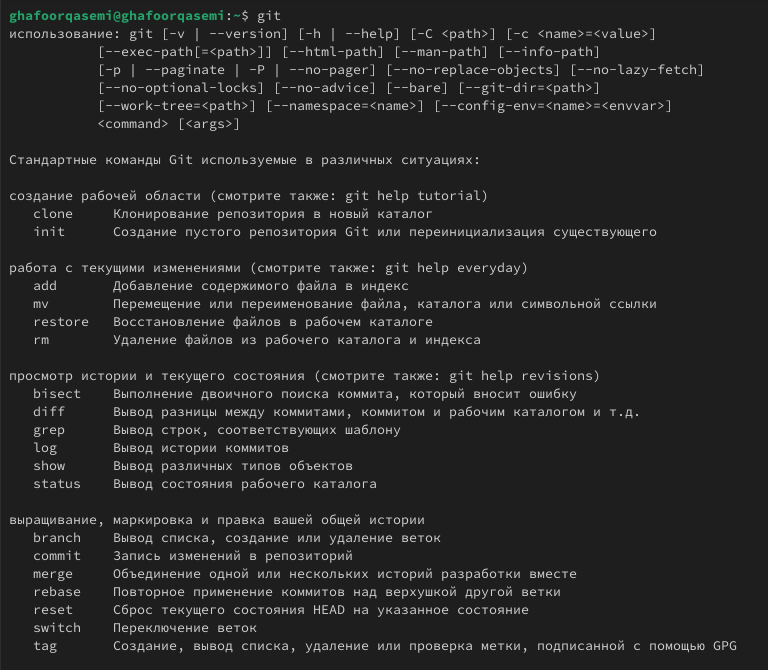 ghafoorqasemi@ghafoorqasemi:~$ git
использование: git [-v | --version] [-h | --help] [-C <path>] [-c <name>=<value>]
           [--exec-path[=<path>]] [--html-path] [--man-path] [--info-path]
           [-p | --paginate | -P | --no-pager] [--no-replace-objects] [--no-lazy-fetch]
           [--no-optional-locks] [--no-advice] [--bare] [--git-dir=<path>]
           [--work-tree=<path>] [--namespace=<name>] [--config-env=<name>=<envvar>]
           <command> [<args>]

Стандартные команды Git используемые в различных ситуациях:

создание рабочей области (смотрите также: git help tutorial)
   clone     Клонирование репозитория в новый каталог
   init      Создание пустого репозитория Git или переинициализация существующего

работа с текущими изменениями (смотрите также: git help everyday)
   add       Добавление содержимого файла в индекс
   mv        Перемещение или переименование файла, каталога или символьной ссылки
   restore   Восстановление файлов в рабочем каталоге
   rm        Удаление файлов из рабочего каталога и индекса

просмотр истории и текущего состояния (смотрите также: git help revisions)
   bisect    Выполнение двоичного поиска коммита, который вносит ошибку
   diff      Вывод разницы между коммитами, коммитом и рабочим каталогом и т.д.
   grep      Вывод строк, соответствующих шаблону
   log       Вывод истории коммитов
   show      Вывод различных типов объектов
   status    Вывод состояния рабочего каталога

выращивание, маркировка и правка вашей общей истории
   branch    Вывод списка, создание или удаление веток
   commit    Запись изменений в репозиторий
   merge     Объединение одной или нескольких историй разработки вместе
   rebase    Повторное применение коммитов над верхушкой другой ветки
   reset     Сброс текущего состояния HEAD на указанное состояние
   switch    Переключение веток
   tag       Создание, вывод списка, удаление или проверка метки, подписанной с помощью GPG